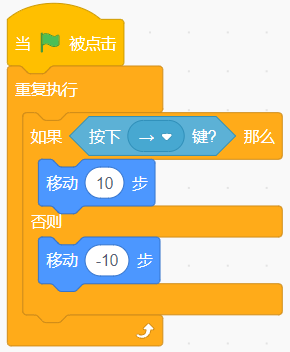 当 被点击
重复执行
如果 按下 → 键? 那么
移动 10 步
否则
移动 -10 步